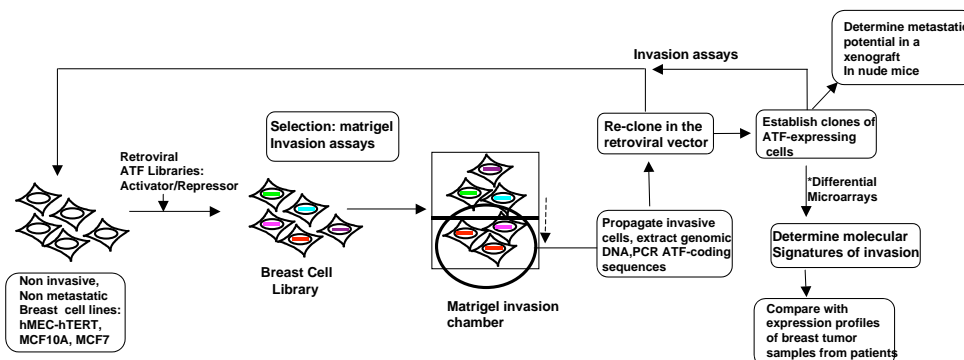 Non invasive,
Non metastatic
Breast cell lines:
hMEC-hTERT,
MCF10A, MCF7
Retroviral
ATF Libraries:
Activator/Repressor
Breast Cell
Library
Selection: matrigel
Invasion assays
Matrigel invasion
chamber
Propagate invasive
cells, extract genomic
DNA,PCR ATF-coding
sequences
Re-clone in the
retroviral vector
Invasion assays
Establish clones of
ATF-expressing
cells
Determine metastatic
potential in a
xenograft
In nude mice
*Differential
Microarrays
Determine molecular
Signatures of invasion
Compare with
expression profiles
of breast tumor
samples from patients